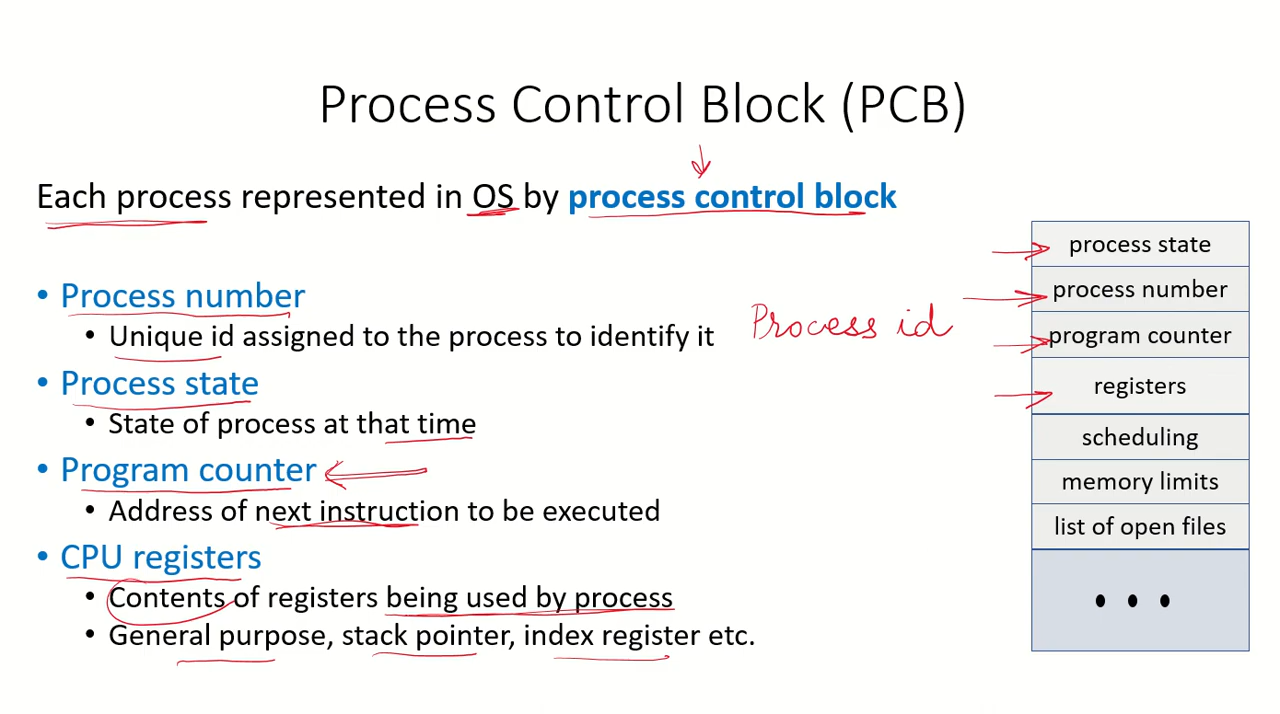 Process Control Block (PCB)
Each process represented in OS by process control block
• Process number
• Unique id assigned to the process to identify it
Process id
• Process state
• State of process at that time
• Program counter
• Address of next instruction to be executed
• CPU registers
• Contents of registers being used by process
• General purpose, stack pointer, index register etc.
process state
process number
program counter
registers
scheduling
memory limits
list of open files
• • •